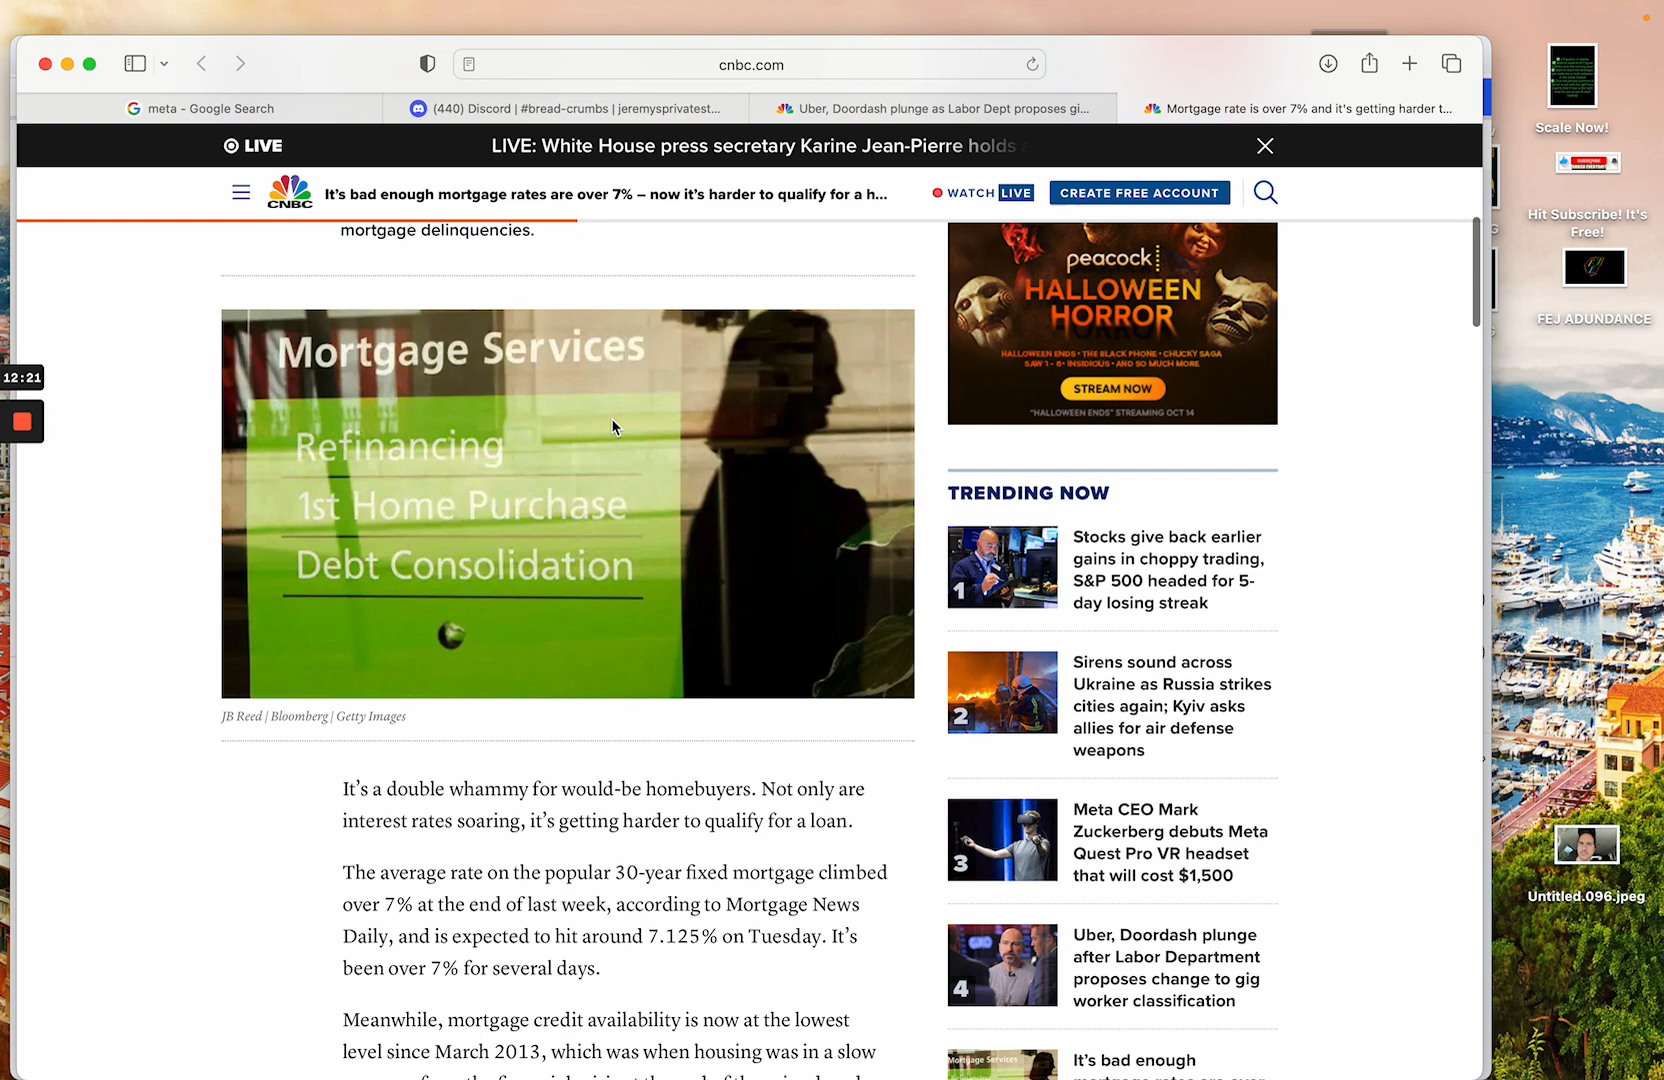 cnbc.com
meta - Google Search
(440) Discord | #bread-crumbs | jeremysprivatest...
Uber, Doordash plunge as Labor Dept proposes gi...
Mortgage rate is over 7% and it's getting harder t...
LIVE
LIVE: White House press secretary Karine Jean-Pierre holds
CNBC
It's bad enough mortgage rates are over 7% – now it's harder to qualify for a h...
WATCH LIVE
CREATE FREE ACCOUNT
mortgage delinquencies.
Mortgage Services
Refinancing
1st Home Purchase
Debt Consolidation
JB Reed | Bloomberg | Getty Images
It's a double whammy for would-be homebuyers. Not only are
interest rates soaring, it's getting harder to qualify for a loan.
The average rate on the popular 30-year fixed mortgage climbed
over 7% at the end of last week, according to Mortgage News
Daily, and is expected to hit around 7.125% on Tuesday. It's
been over 7% for several days.
Meanwhile, mortgage credit availability is now at the lowest
level since March 2013, which was when housing was in a slow
peacock
HALLOWEEN
HORROR
HALLOWEEN ENDS • THE BLACK PHONE • CHUCKY SAGA
SAW 1 - 6 • INSIDIOUS • AND SO MUCH MORE
STREAM NOW
"HALLOWEEN ENDS" STREAMING OCT 14
TRENDING NOW
1
Stocks give back earlier
gains in choppy trading,
S&P 500 headed for 5-
day losing streak
2
Sirens sound across
Ukraine as Russia strikes
cities again; Kyiv asks
allies for air defense
weapons
3
Meta CEO Mark
Zuckerberg debuts Meta
Quest Pro VR headset
that will cost $1,500
4
Uber, Doordash plunge
after Labor Department
proposes change to gig
worker classification
Mortgage Services
It's bad enough
12:21
Scale Now!
SUBSCRIBE
Hit Subscribe! It's
Free!
FEJ ADUNDANCE
Untitled.096.jpeg